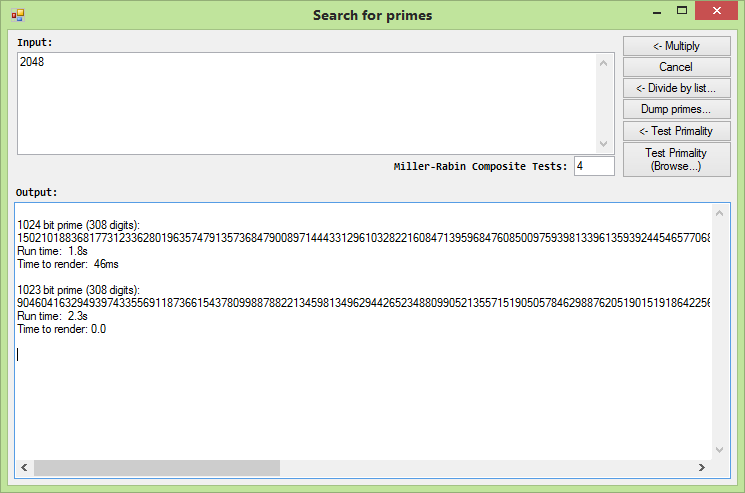 Search for primes
Input:
2048
<- Multiply
Cancel
<- Divide by list...
Dump primes...
<- Test Primality
Test Primality
(Browse...)
Miller-Rabin Composite Tests: 4
Output:
1024 bit prime (308 digits):
15021018836817731233628019635747913573684790089714443312961032822160847139596847608500975939813396135939244546577068
Run time:  1.8s
Time to render:  46ms
1023 bit prime (308 digits):
90460416329493974335569118736615437809988788221345981349629442652348809905213557151905057846298876205190151918642256
Run time:  2.3s
Time to render: 0.0